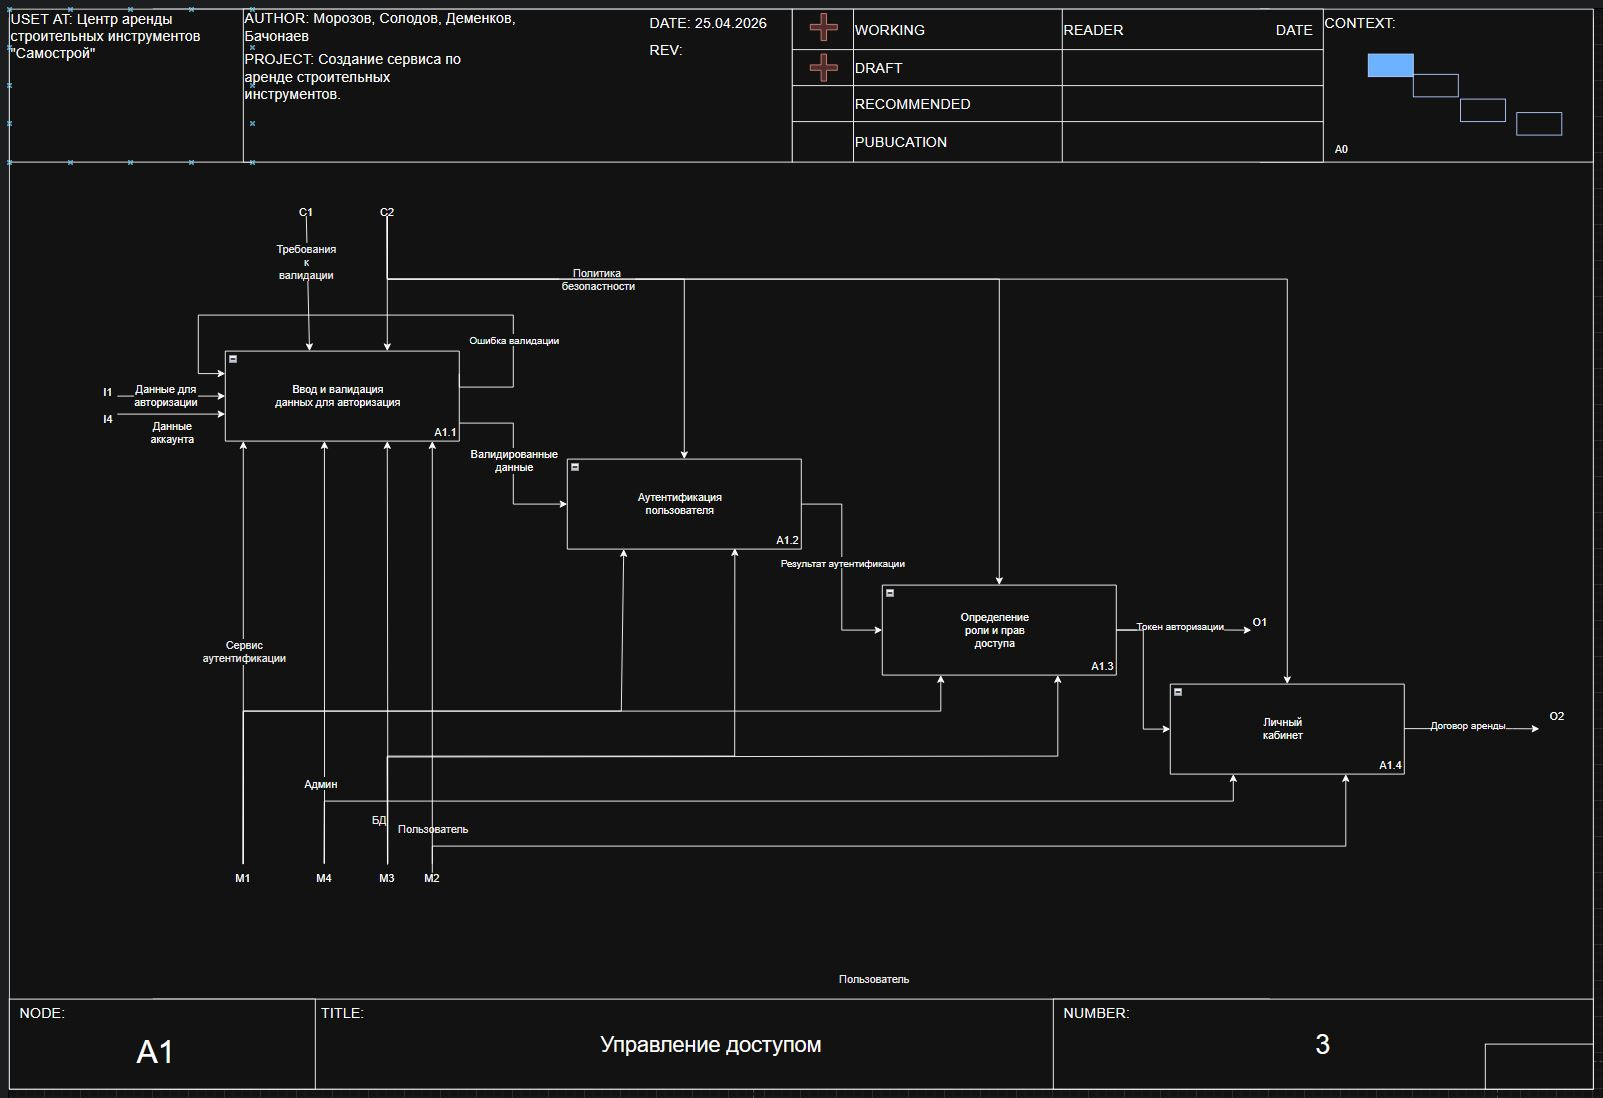 USET AT: Центр аренды
строительных инструментов
"Самострой"
AUTHOR: Морозов, Солодов, Деменков,
Бачонаев
PROJECT: Создание сервиса по
аренде строительных
инструментов.
DATE: 25.04.2026
REV:
WORKING
DRAFT
RECOMMENDED
PUBUCATION
READER
DATE
CONTEXT:
A0
C1
C2
Требования
к
валидации
Политика
безопастности
Ошибка валидации
I1
Данные для
авторизации
I4
Данные
аккаунта
Ввод и валидация
данных для авторизация
A1.1
Валидированные
данные
Аутентификация
пользователя
A1.2
Результат аутентификации
Определение
роли и прав
доступа
A1.3
Токен авторизации
O1
Сервис
аутентификации
Личный
кабинет
A1.4
Договор аренды
O2
Админ
БД
Пользователь
M1
M4
M3
M2
Пользователь
NODE:
A1
TITLE:
Управление доступом
NUMBER:
3